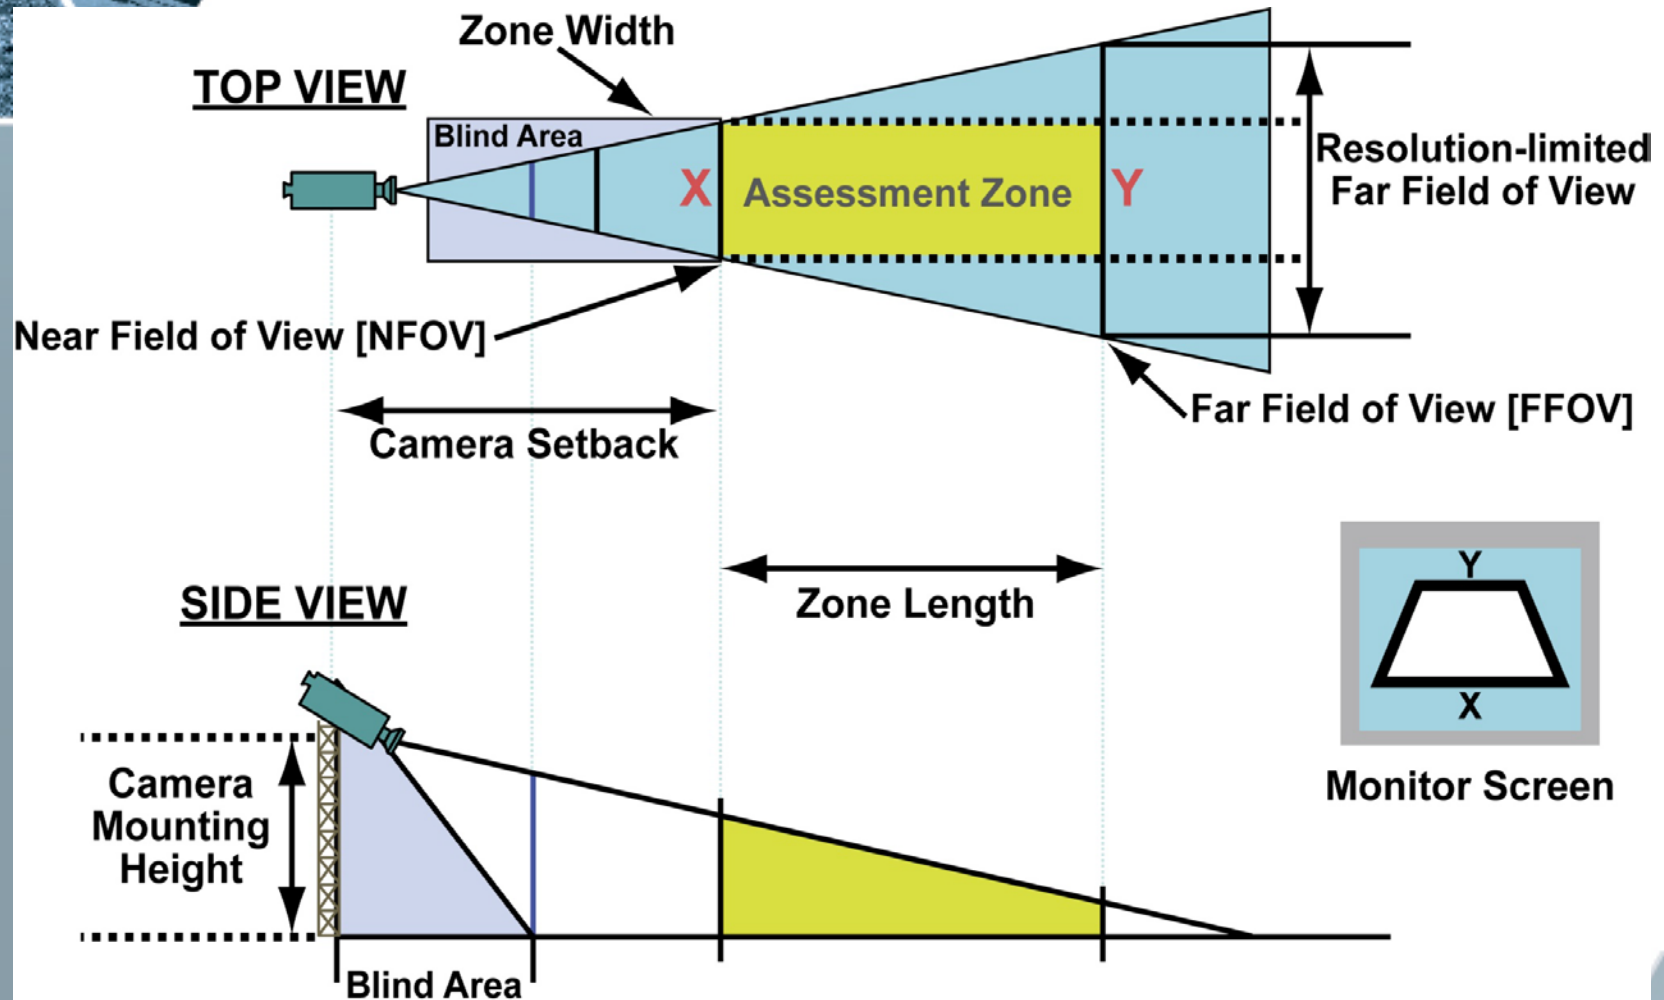 Zone Width
TOP VIEW
Blind Area
X
Assessment Zone
Y
Resolution-limited
Far Field of View
Near Field of View [NFOV]
Far Field of View [FFOV]
Camera Setback
Zone Length
SIDE VIEW
Y
X
Monitor Screen
Camera
Mounting
Height
Blind Area